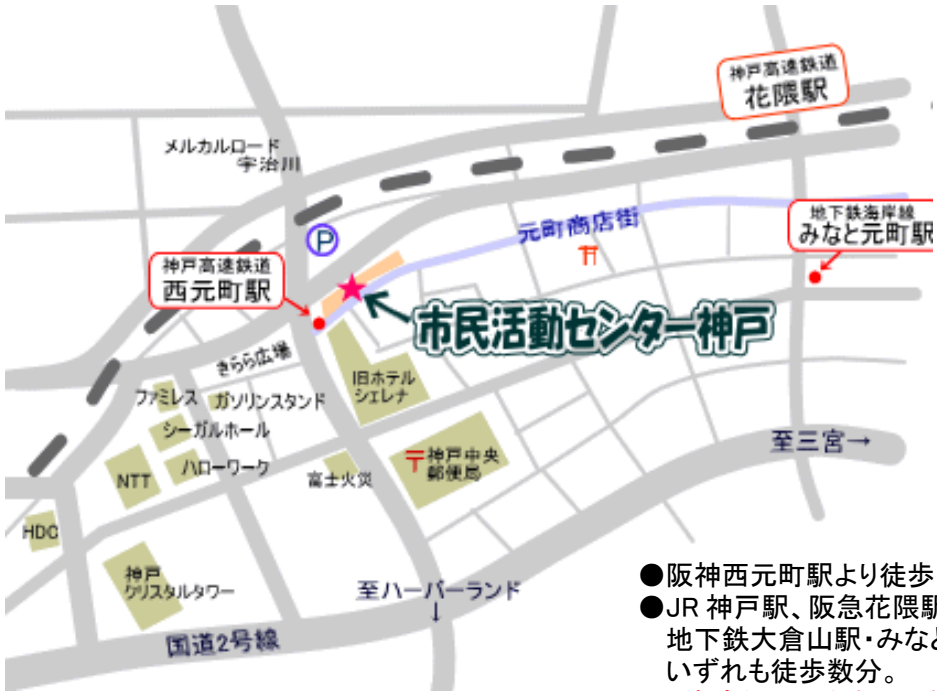 神戸高速鉄道
花隈駅
メルカルロード
宇治川
P
元町商店街
地下鉄海岸線
みなと元町駅
神戸高速鉄道
西元町駅
市民活動センター神戸
きらら広場
旧ホテル
シェレナ
ファミレス
ガソリンスタンド
シーガルホール
ハローワーク
NTT
富士火災
〒神戸中央
郵便局
至三宮→
HDC
神戸
クリスタルタワー
至ハーバーランド
↓
国道2号線
●阪神西元町駅より徒歩
●JR神戸駅、阪急花隈駅
地下鉄大倉山駅・みなと
いずれも徒歩数分。